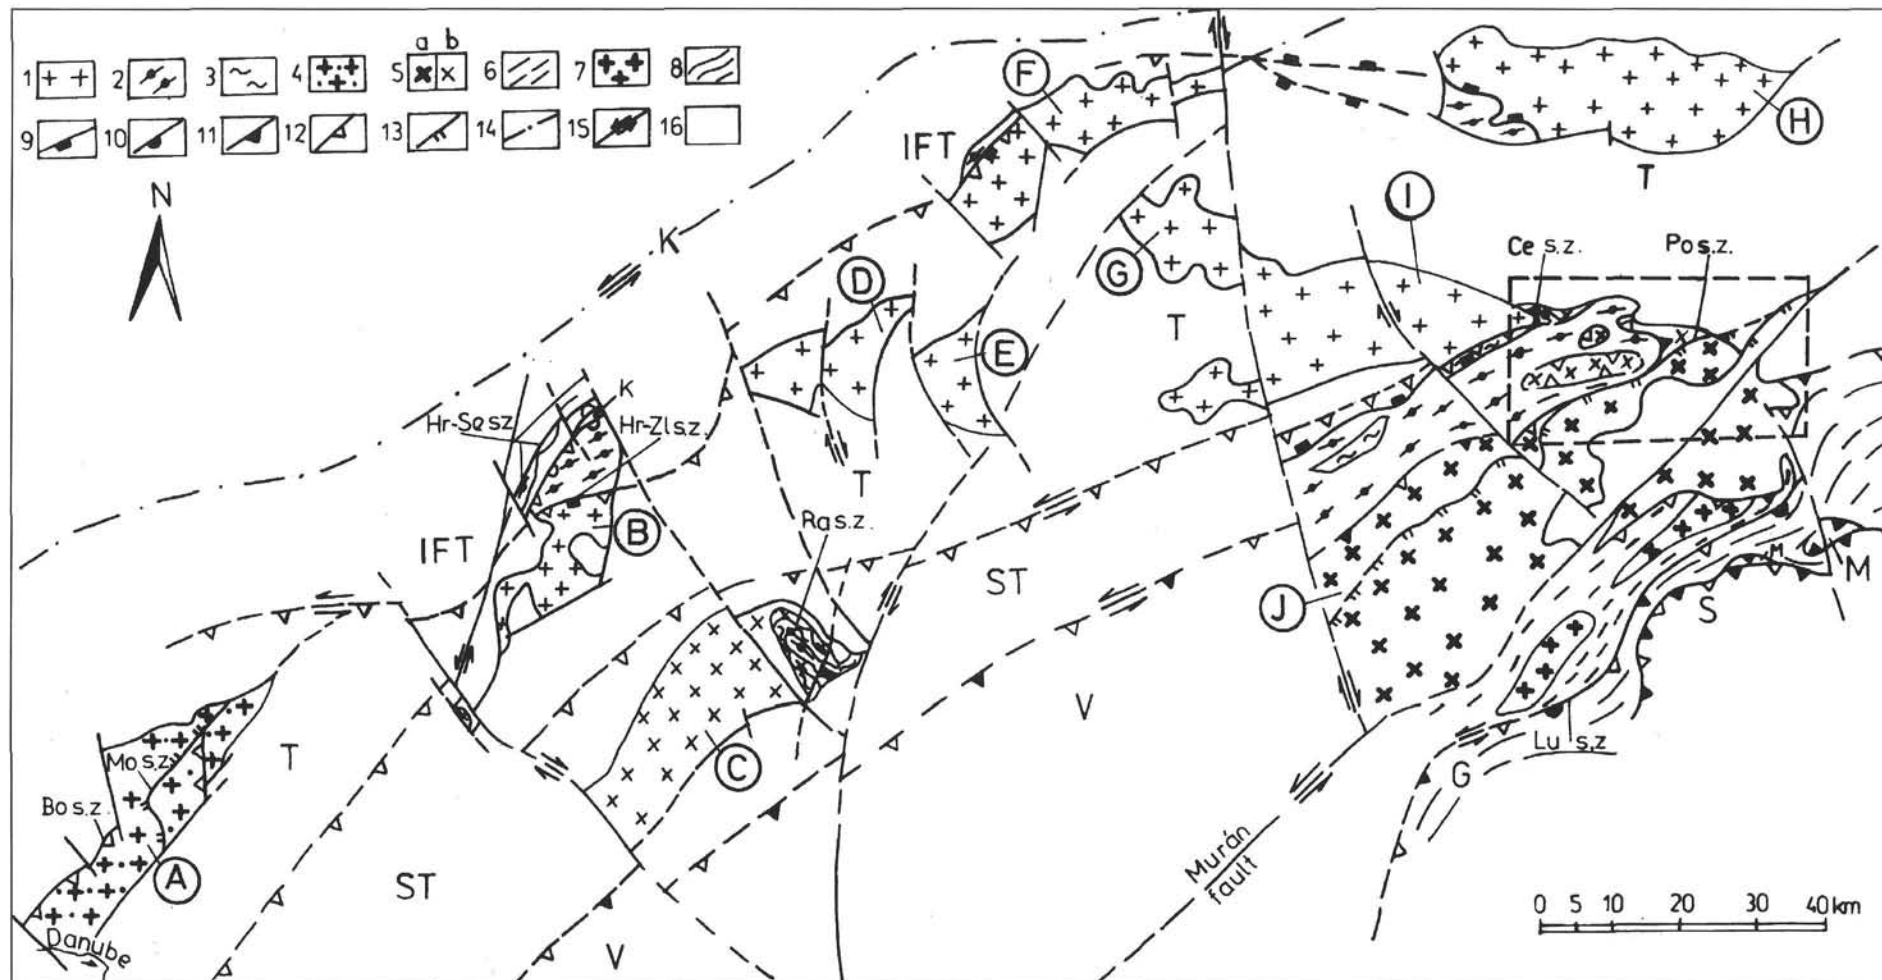 a b
1 2 3 4 5 6 7 8
9 10 11 12 13 14 15 16
N
F
H
IFT
T
K
I
Ce s.z.
Po s.z.
G
D
T
E
K
Hr-Se s.z.
Hr-Zl s.z.
T
B
Ra s.z.
IFT
ST
M
M
J
S
V
C
Lu s.z
T
Mo s.z.
G
Bo s.z.
A
ST
Murán
fault
0 5 10 20 30 40 km
Danube
V